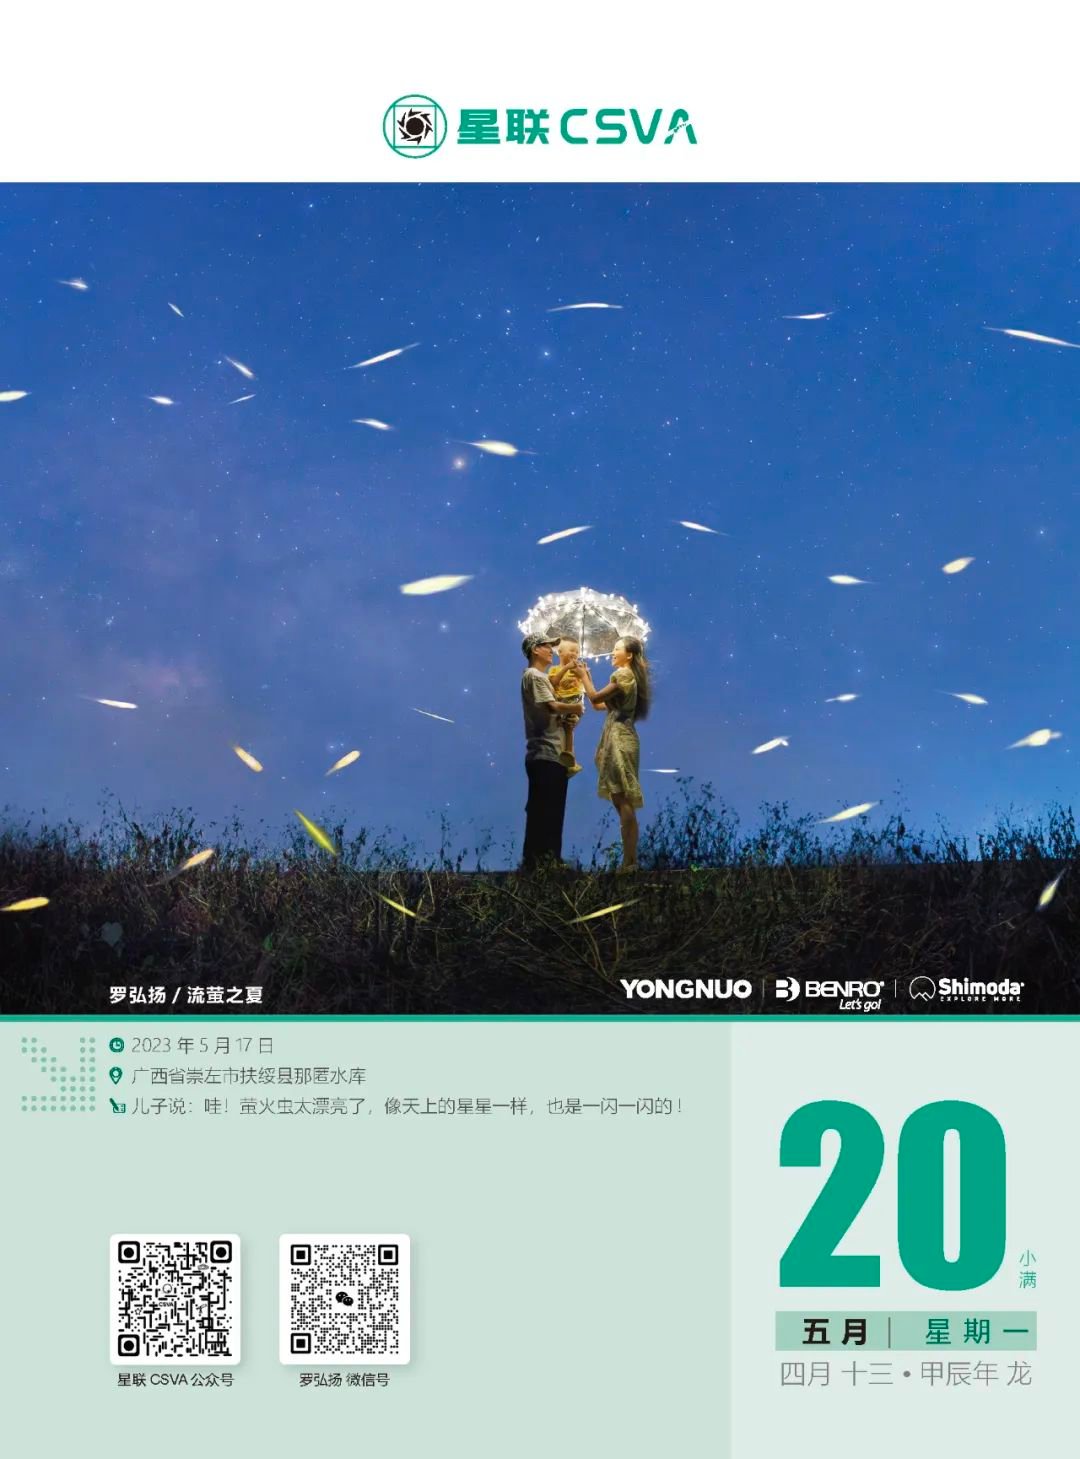 星联CSVA
罗弘扬 / 流萤之夏
YONGNUO | BENRO Let's go! | Shimoda EXPLORE MORE
2023 年 5 月 17 日
广西省崇左市扶绥县那匿水库
儿子说：哇！萤火虫太漂亮了，像天上的星星一样，也是一闪一闪的！
20
小满
五月 | 星期一
四月 十三 • 甲辰年 龙
CSVA
星联 CSVA 公众号
罗弘扬 微信号